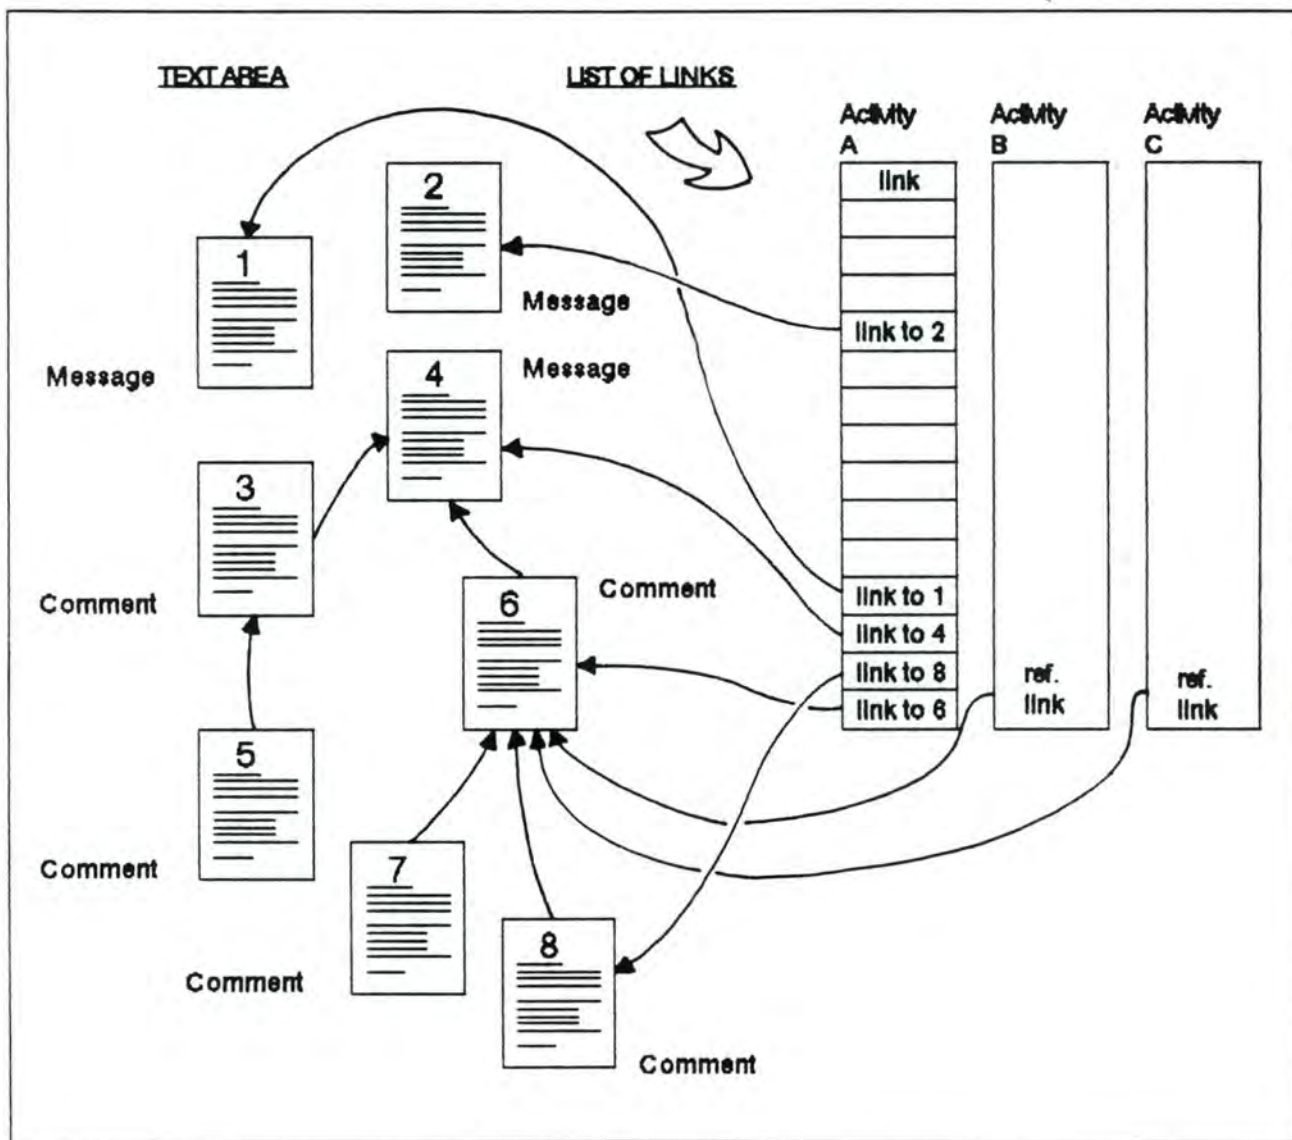 TEXT AREA
LIST OF LINKS
Activity
A
Activity
B
Activity
C
link
2
1
Message
link to 2
Message
4
Message
3
6
Comment
link to 1
Comment
link to 4
link to 8
link to 6
ref.
link
ref.
link
5
Comment
7
8
Comment
Comment